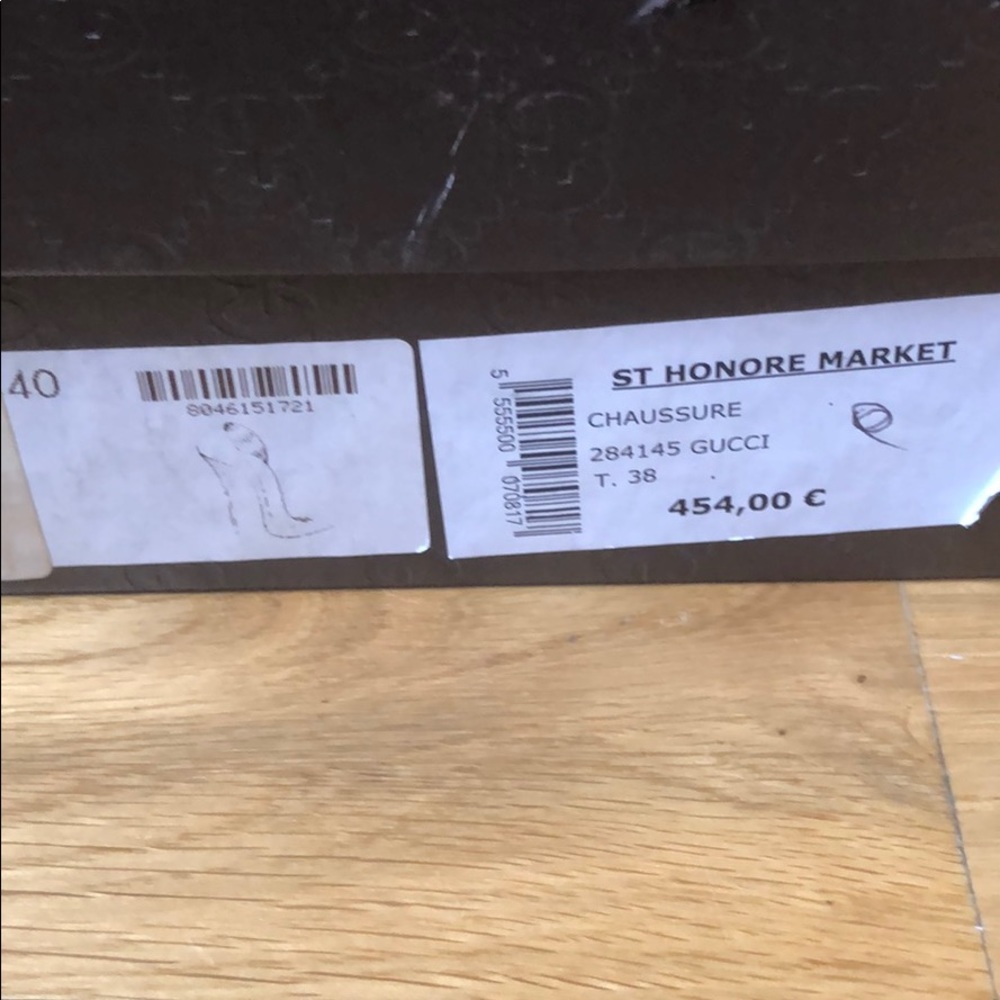 40
8046151721
ST HONORE MARKET
CHAUSSURE
284145 GUCCI
T. 38
454,00 €
5 555500 070817